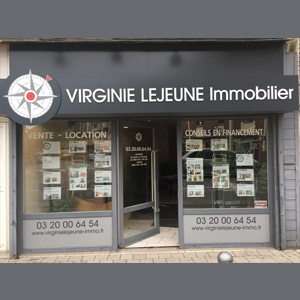 VIRGINIE LEJEUNE Immobilier
VENTE - LOCATION
CONSEILS EN FINANCEMENT
03.20.00.64.54
03 20 00 64 54
www.virginielejeune-immo.fr
03 20 00 64 54
www.virginielejeune-immo.fr